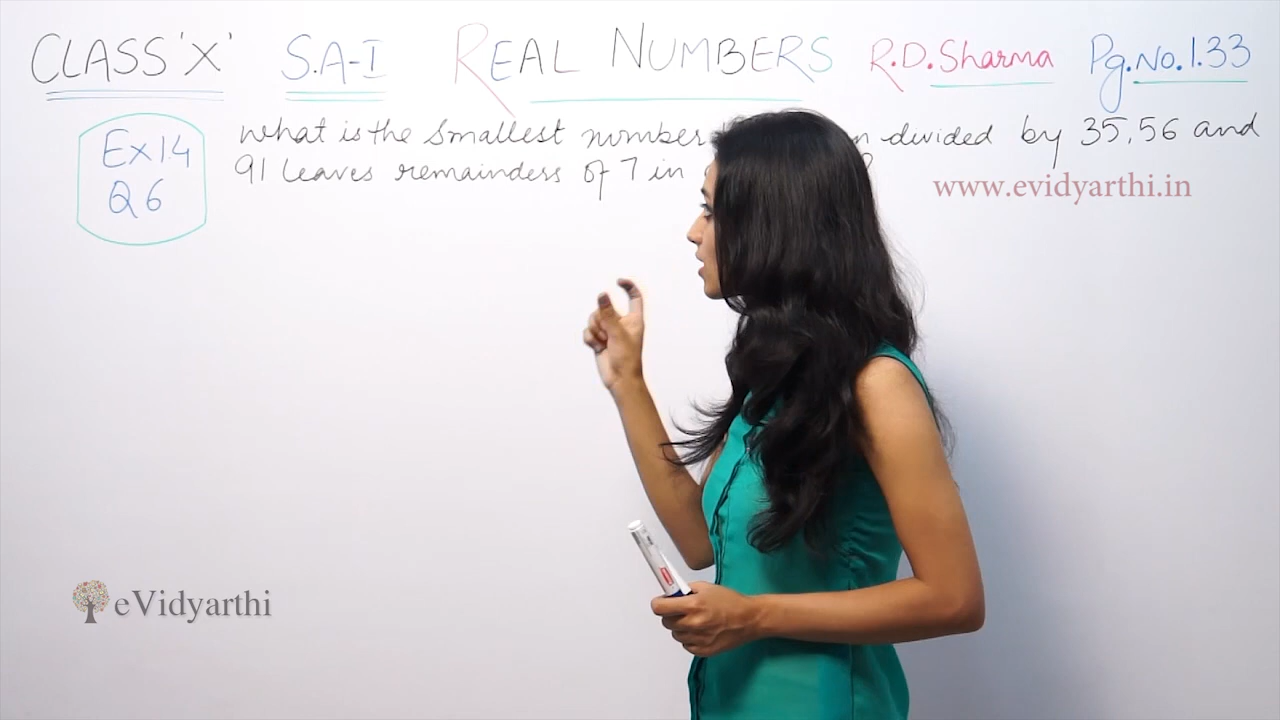 CLASS 'X' S.A-I REAL NUMBERS R.D.Sharma Pg.No.1.33
Ex 1.4
Q 6
what is the smallest number divided by 35,56 and
91 leaves remainders of 7 in
www.evidyarthi.in
eVidyarthi